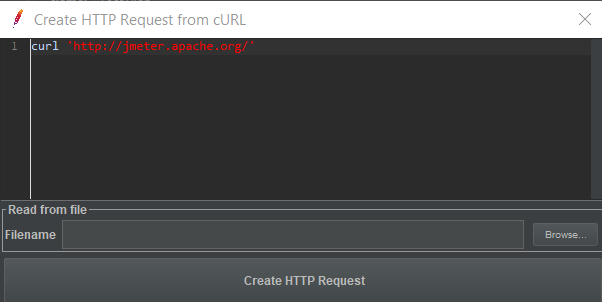 Create HTTP Request from cURL
1 curl 'http://jmeter.apache.org/'
Read from file
Filename Browse...
Create HTTP Request